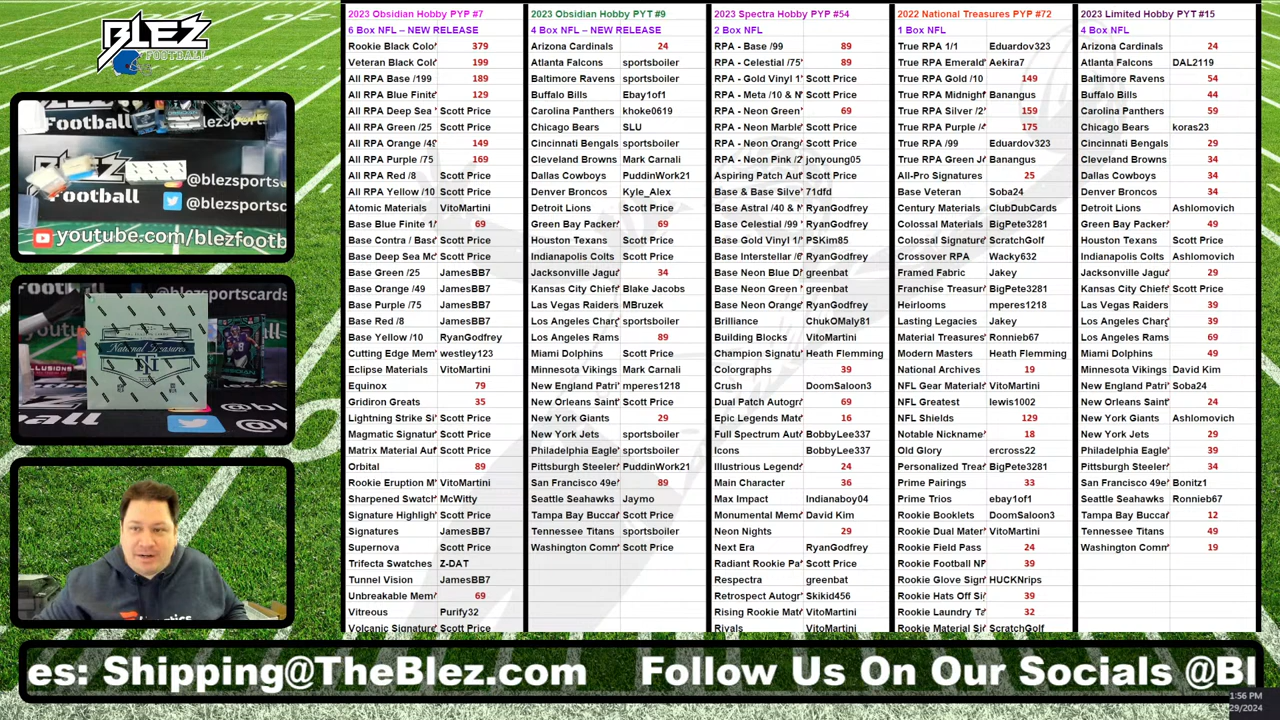 BLEZ
FOOTBALL
Football
@blezsports
youtube.com/blezfootb
@blezsportscards
ILLUSIONS
National Treasures
2023 Obsidian Hobby PYP #7
6 Box NFL – NEW RELEASE
Rookie Black Colo 379
Veteran Black Col 199
All RPA Base /199 189
All RPA Blue Finite 129
All RPA Deep Sea Scott Price
All RPA Green /25 Scott Price
All RPA Orange /49 149
All RPA Purple /75 169
All RPA Red /8 Scott Price
All RPA Yellow /10 Scott Price
Atomic Materials VitoMartini
Base Blue Finite 1/ 69
Base Contra / Base Scott Price
Base Deep Sea Mo Scott Price
Base Green /25 JamesBB7
Base Orange /49 JamesBB7
Base Purple /75 JamesBB7
Base Red /8 JamesBB7
Base Yellow /10 RyanGodfrey
Cutting Edge Mem westley123
Eclipse Materials VitoMartini
Equinox 79
Gridiron Greats 35
Lightning Strike Si Scott Price
Magmatic Signatur Scott Price
Matrix Material Aut Scott Price
Orbital 89
Rookie Eruption M VitoMartini
Sharpened Swatch McWitty
Signature Highligh Scott Price
Signatures JamesBB7
Supernova Scott Price
Trifecta Swatches Z-DAT
Tunnel Vision JamesBB7
Unbreakable Mem 69
Vitreous Purify32
Volcanic Signature Scott Price
2023 Obsidian Hobby PYT #9
4 Box NFL – NEW RELEASE
Arizona Cardinals 24
Atlanta Falcons sportsboiler
Baltimore Ravens sportsboiler
Buffalo Bills Ebay1of1
Carolina Panthers khoke0619
Chicago Bears SLU
Cincinnati Bengals sportsboiler
Cleveland Browns Mark Carnali
Dallas Cowboys PuddinWork21
Denver Broncos Kyle_Alex
Detroit Lions Scott Price
Green Bay Packer 69
Houston Texans Scott Price
Indianapolis Colts Scott Price
Jacksonville Jagu 34
Kansas City Chiefs Blake Jacobs
Las Vegas Raiders MBruzek
Los Angeles Charg sportsboiler
Los Angeles Rams 89
Miami Dolphins Scott Price
Minnesota Vikings Mark Carnali
New England Patri mperes1218
New Orleans Saint Scott Price
New York Giants 29
New York Jets sportsboiler
Philadelphia Eagle sportsboiler
Pittsburgh Steeler PuddinWork21
San Francisco 49e 89
Seattle Seahawks Jaymo
Tampa Bay Buccar Scott Price
Tennessee Titans sportsboiler
Washington Comm Scott Price
2023 Spectra Hobby PYP #54
2 Box NFL
RPA - Base /99 89
RPA - Celestial /75 89
RPA - Gold Vinyl 1 Scott Price
RPA - Meta /10 & N Scott Price
RPA - Neon Green 69
RPA - Neon Marble Scott Price
RPA - Neon Orang Scott Price
RPA - Neon Pink /2 jonyoung05
Aspiring Patch Aut Scott Price
Base & Base Silve 71dfd
Base Astral /40 & N RyanGodfrey
Base Celestial /99 RyanGodfrey
Base Gold Vinyl 1/ PSKim85
Base Interstellar /6 RyanGodfrey
Base Neon Blue D greenbat
Base Neon Green greenbat
Base Neon Orange RyanGodfrey
Brilliance ChukOMaly81
Building Blocks VitoMartini
Champion Signatu Heath Flemming
Colorgraphs 39
Crush DoomSaloon3
Dual Patch Autogr 69
Epic Legends Mate 16
Full Spectrum Aut BobbyLee337
Icons BobbyLee337
Illustrious Legend 24
Main Character 36
Max Impact Indianaboy04
Monumental Mem David Kim
Neon Nights 29
Next Era RyanGodfrey
Radiant Rookie Pa Scott Price
Respectra greenbat
Retrospect Autogr Skikid456
Rising Rookie Mat VitoMartini
Rivals VitoMartini
2022 National Treasures PYP #72
1 Box NFL
True RPA 1/1 Eduardov323
True RPA Emerald Aekira7
True RPA Gold /10 149
True RPA Midnigh Banangus
True RPA Silver /2 159
True RPA Purple / 175
True RPA /99 Eduardov323
True RPA Green / Banangus
All-Pro Signatures 25
Base Veteran Soba24
Century Materials ClubDubCards
Colossal Materials BigPete3281
Colossal Signature ScratchGolf
Crossover RPA Wacky632
Framed Fabric Jakey
Franchise Treasur BigPete3281
Heirlooms mperes1218
Lasting Legacies Jakey
Material Treasures Ronnieb67
Modern Masters Heath Flemming
National Archives 19
NFL Gear Materials VitoMartini
NFL Greatest lewis1002
NFL Shields 129
Notable Nickname 18
Old Glory ercross22
Personalized Trea BigPete3281
Prime Pairings 33
Prime Trios ebay1of1
Rookie Booklets DoomSaloon3
Rookie Dual Mater VitoMartini
Rookie Field Pass 24
Rookie Football NF 39
Rookie Glove Sign HUCKNrips
Rookie Hats Off Si 39
Rookie Laundry T 32
Rookie Material Si ScratchGolf
2023 Limited Hobby PYT #15
4 Box NFL
Arizona Cardinals 24
Atlanta Falcons DAL2119
Baltimore Ravens 54
Buffalo Bills 44
Carolina Panthers 59
Chicago Bears koras23
Cincinnati Bengals 29
Cleveland Browns 34
Dallas Cowboys 34
Denver Broncos 34
Detroit Lions Ashlomovich
Green Bay Packer 49
Houston Texans Scott Price
Indianapolis Colts Scott Price
Jacksonville Jagu 29
Kansas City Chiefs Scott Price
Las Vegas Raiders 39
Los Angeles Charg 39
Los Angeles Rams 69
Miami Dolphins 49
Minnesota Vikings David Kim
New England Patri Soba24
New Orleans Saint 24
New York Giants Ashlomovich
New York Jets 29
Philadelphia Eagle 39
Pittsburgh Steeler 34
San Francisco 49e Bonitz1
Seattle Seahawks Ronnieb67
Tampa Bay Buccar 12
Tennessee Titans 49
Washington Comm 19
es: Shipping@TheBlez.com Follow Us On Our Socials @Bl
1:56 PM
29/2024